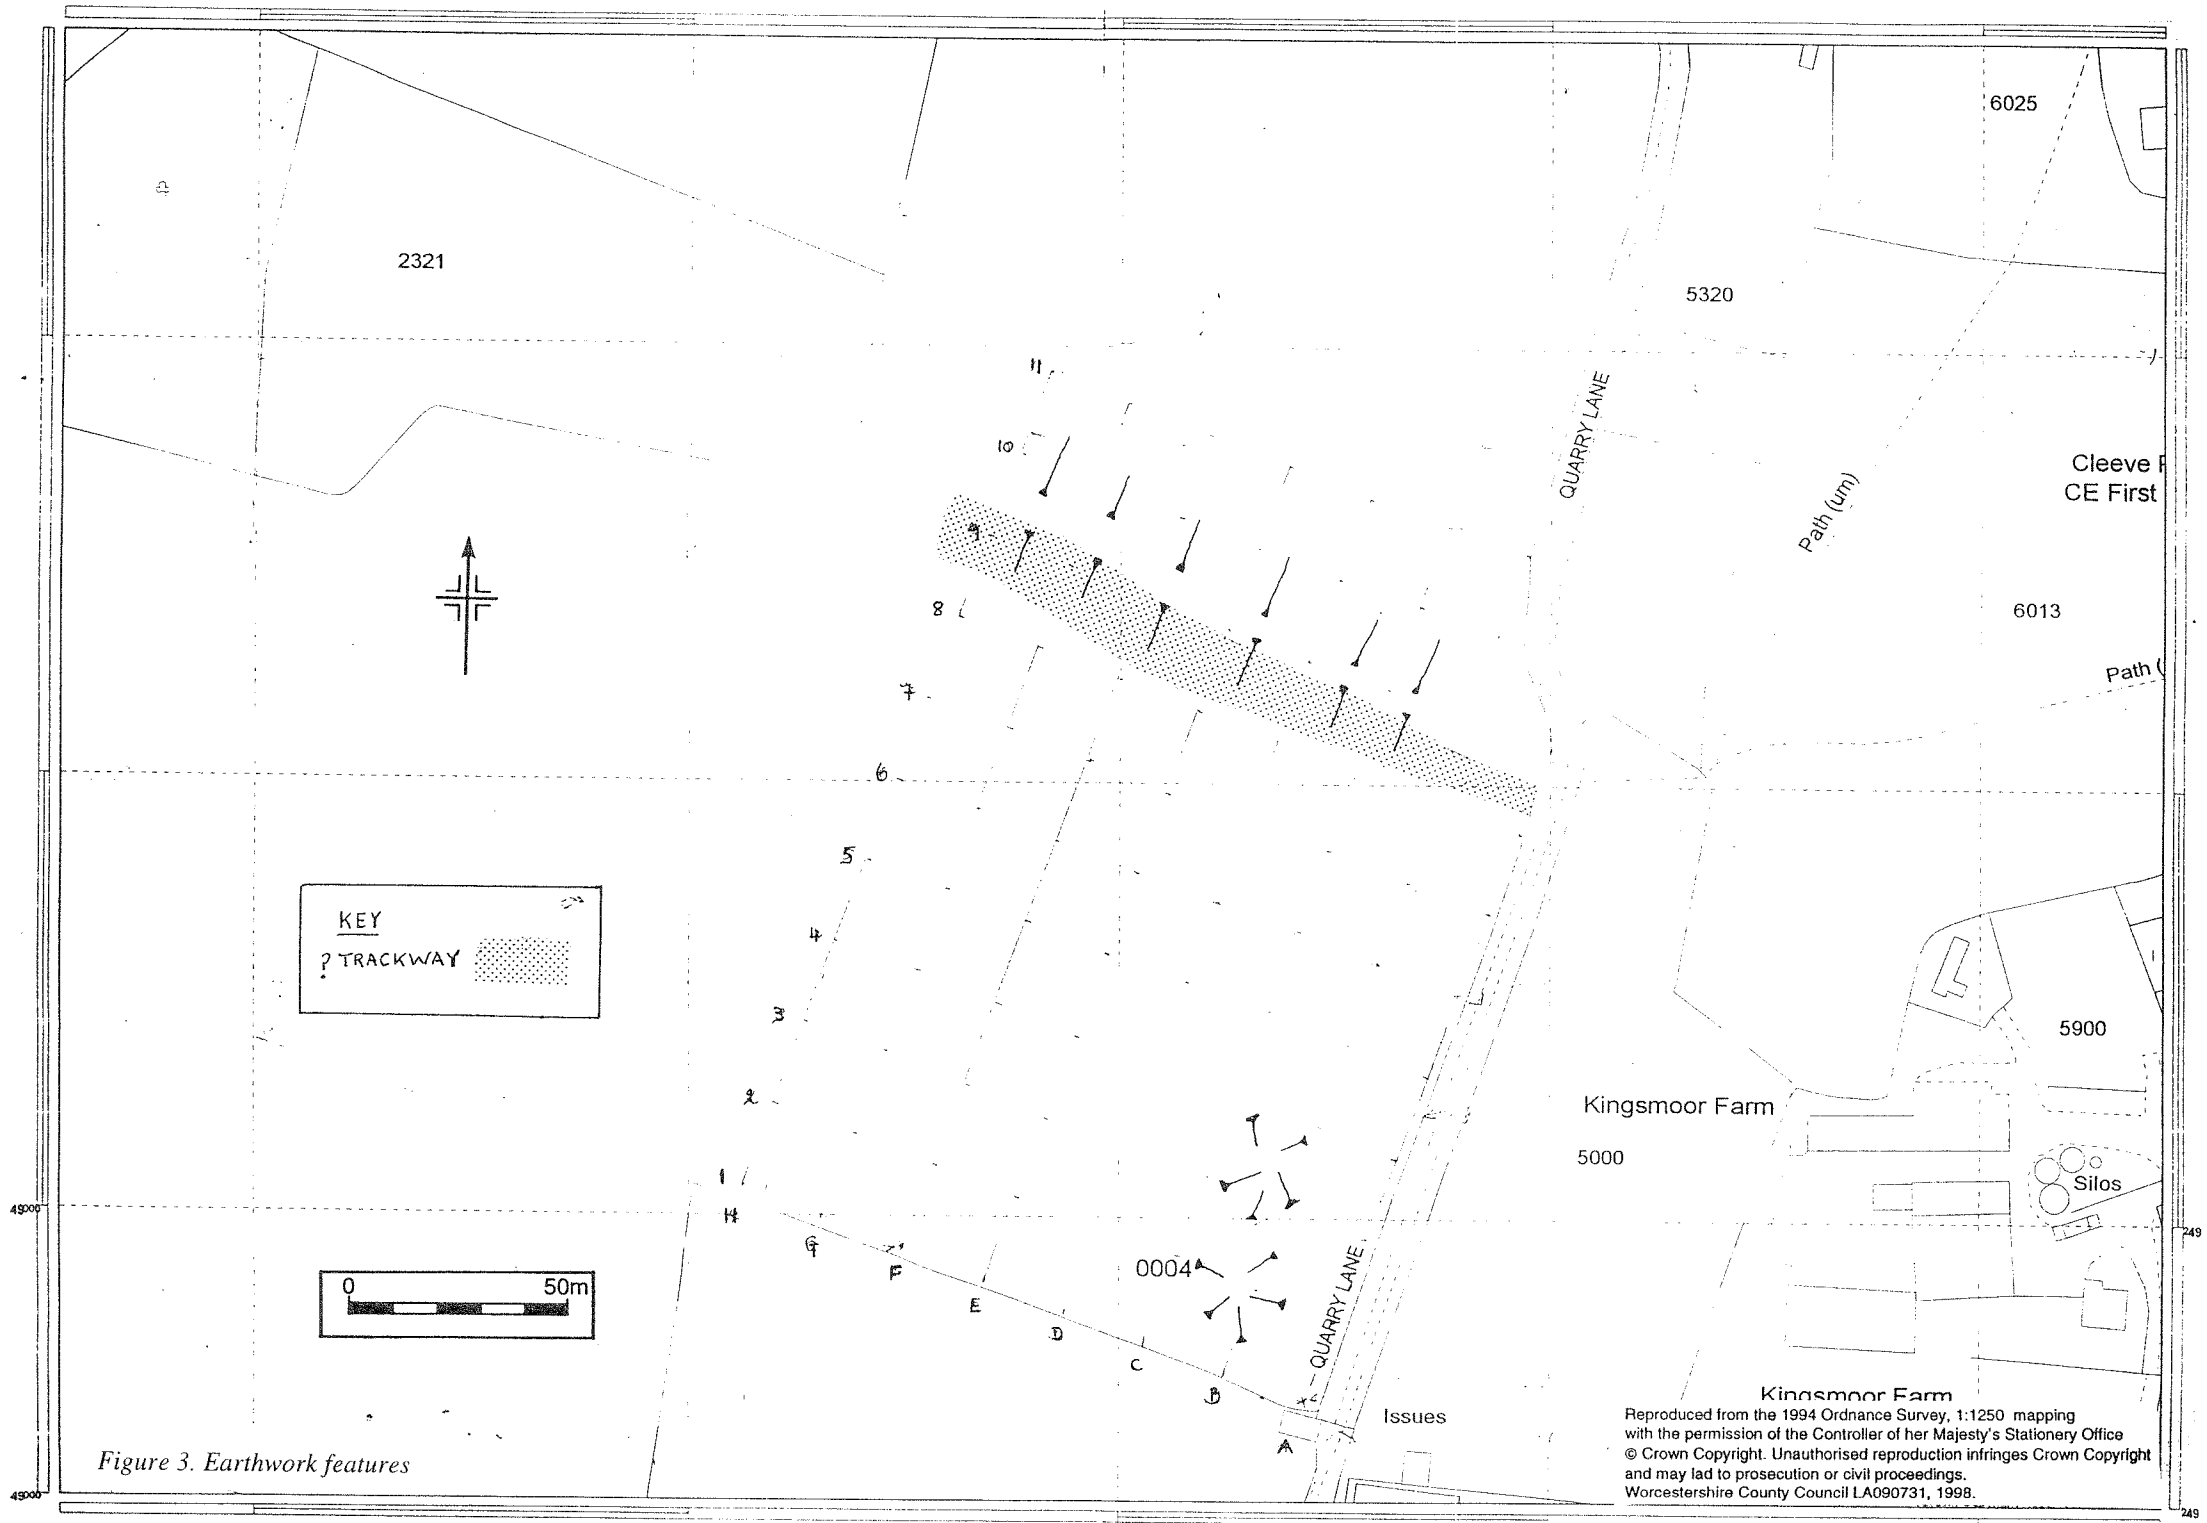 6025
2321
5320
11
QUARRY LANE
10
Cleeve
CE First
Path (um)
9
8
6013
Path (
7
6
5
KEY
4
? TRACKWAY
3
5900
2
Kingsmoor Farm
5000
1
Silos
49000
H
249
G
0004
F
0 50m
E
D
QUARRY LANE
C
B
Kingsmoor Farm
Issues
A
Reproduced from the 1994 Ordnance Survey, 1:1250 mapping
with the permission of the Controller of her Majesty's Stationery Office
© Crown Copyright. Unauthorised reproduction infringes Crown Copyright
and may lad to prosecution or civil proceedings.
Worcestershire County Council LA090731, 1998.
Figure 3. Earthwork features
49000
249